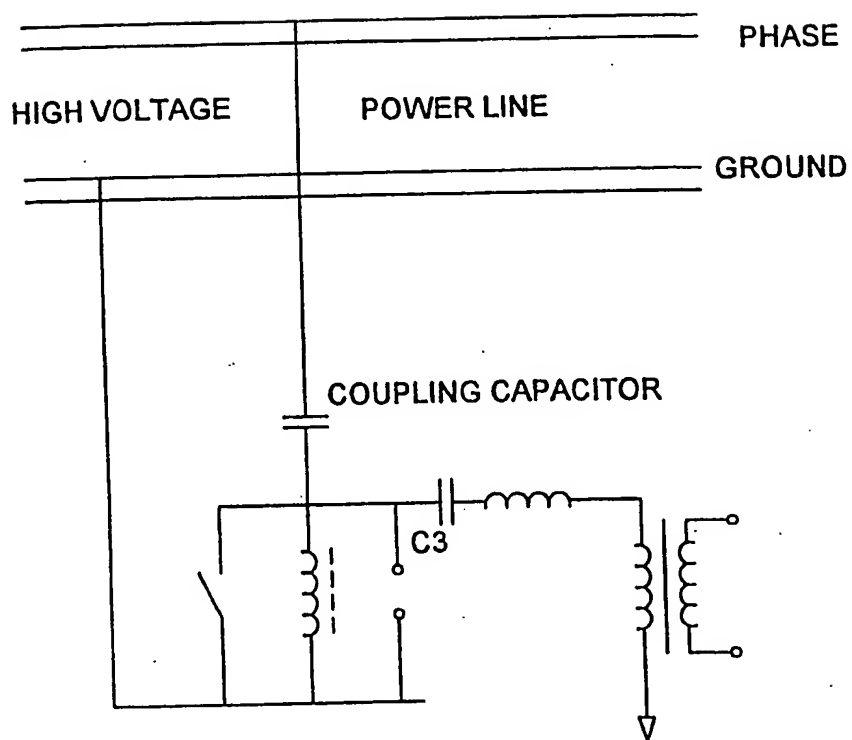 PHASE
HIGH VOLTAGE POWER LINE
GROUND
COUPLING CAPACITOR
C3